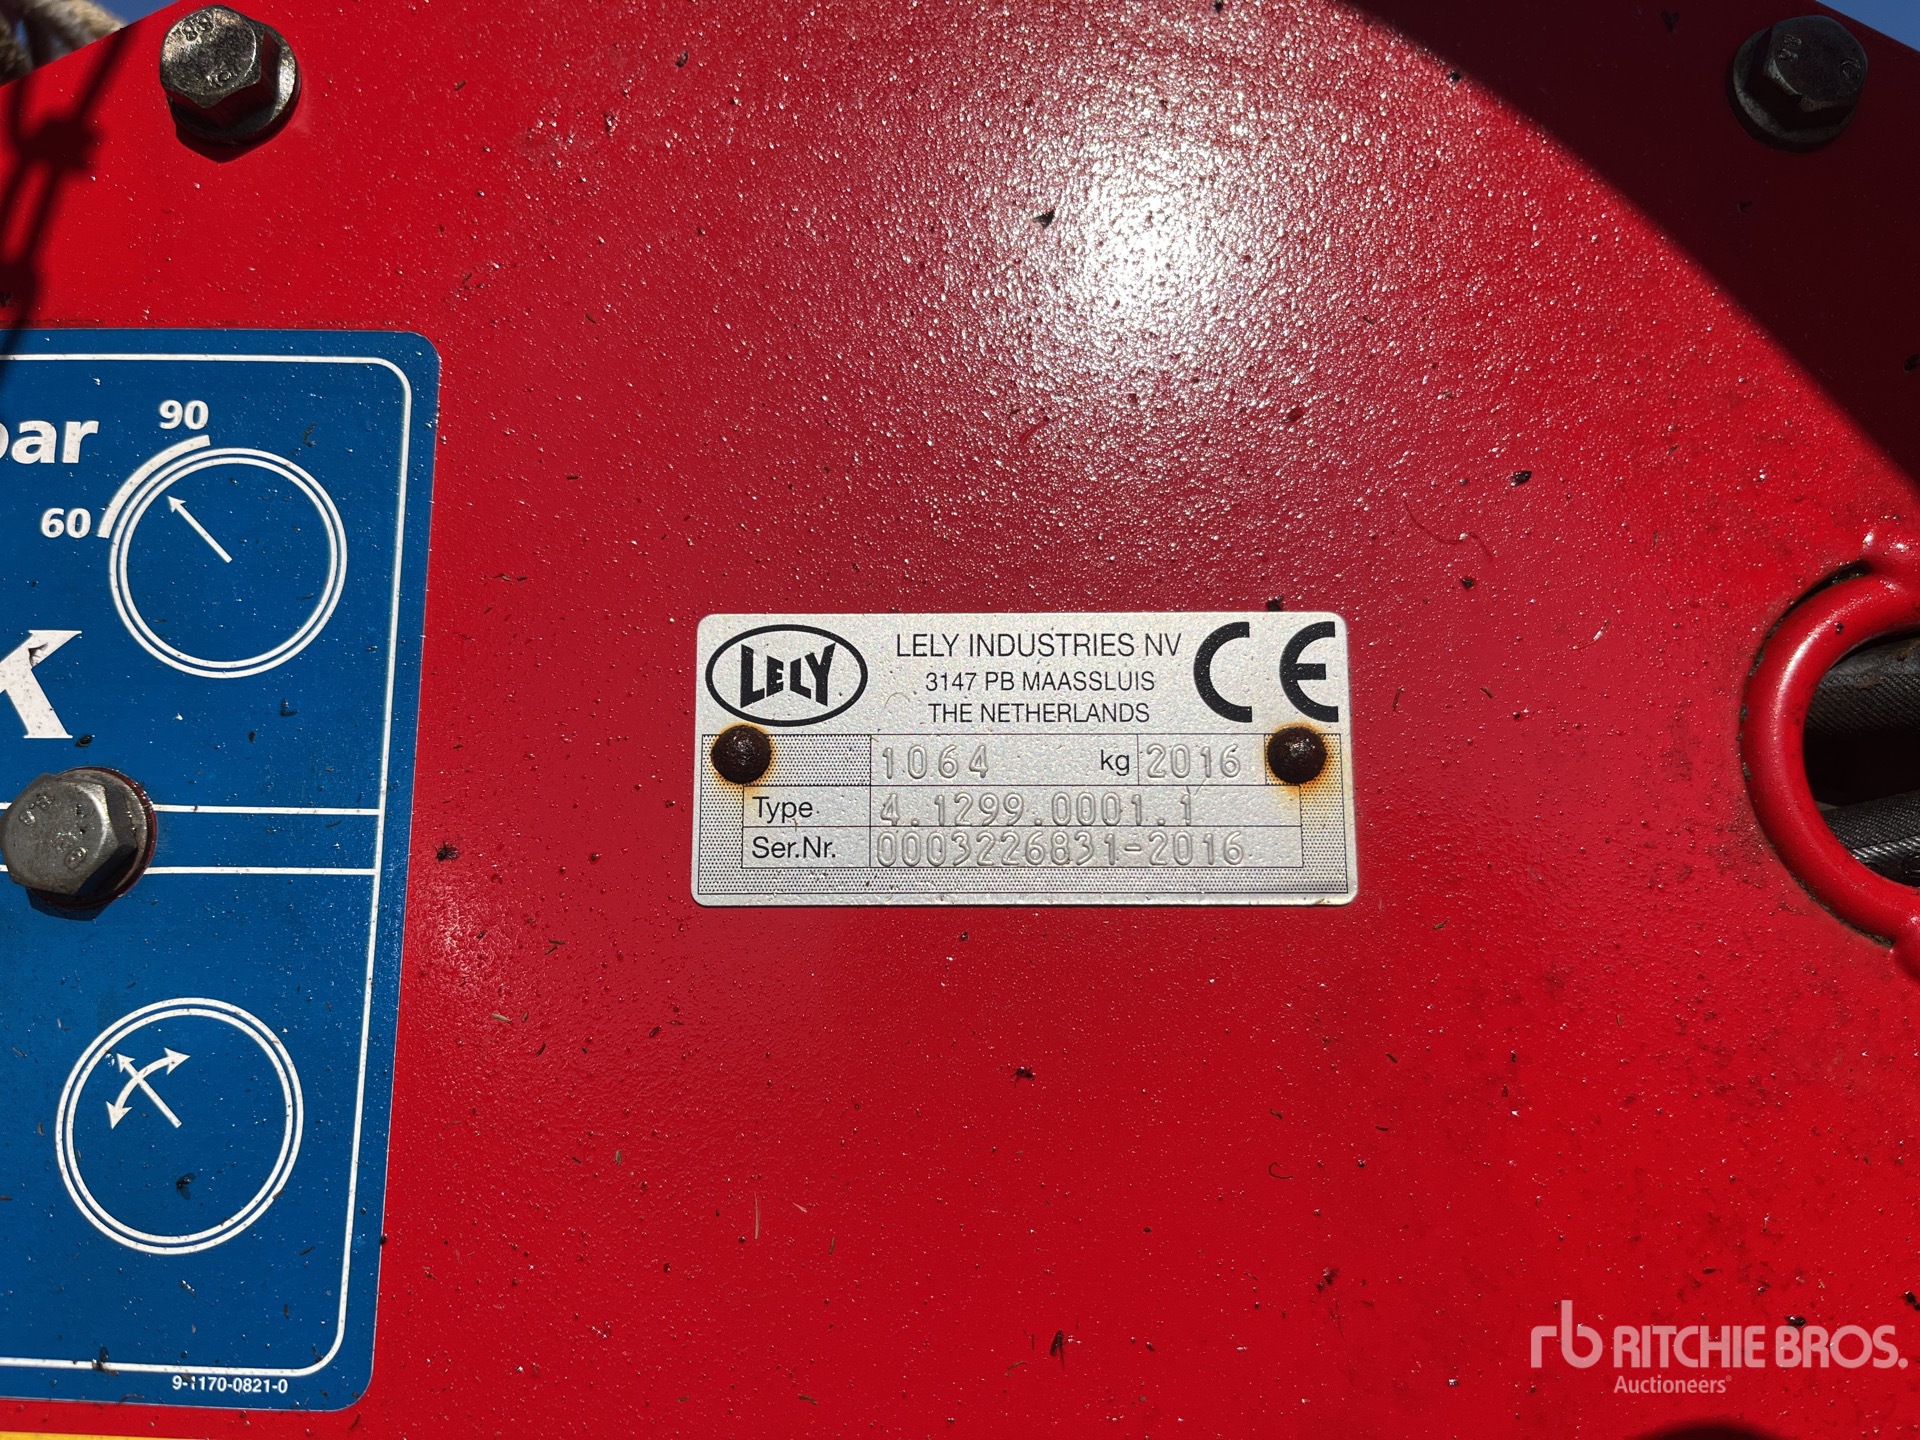 bar
90
60
K
9-1170-0821-0
LELY
LELY INDUSTRIES NV
3147 PB MAASSLUIS
THE NETHERLANDS
CE
1064 kg 2016
Type. 4.1299.0001.1
Ser.Nr. 0003226831-2016
rb RITCHIE BROS.
Auctioneers